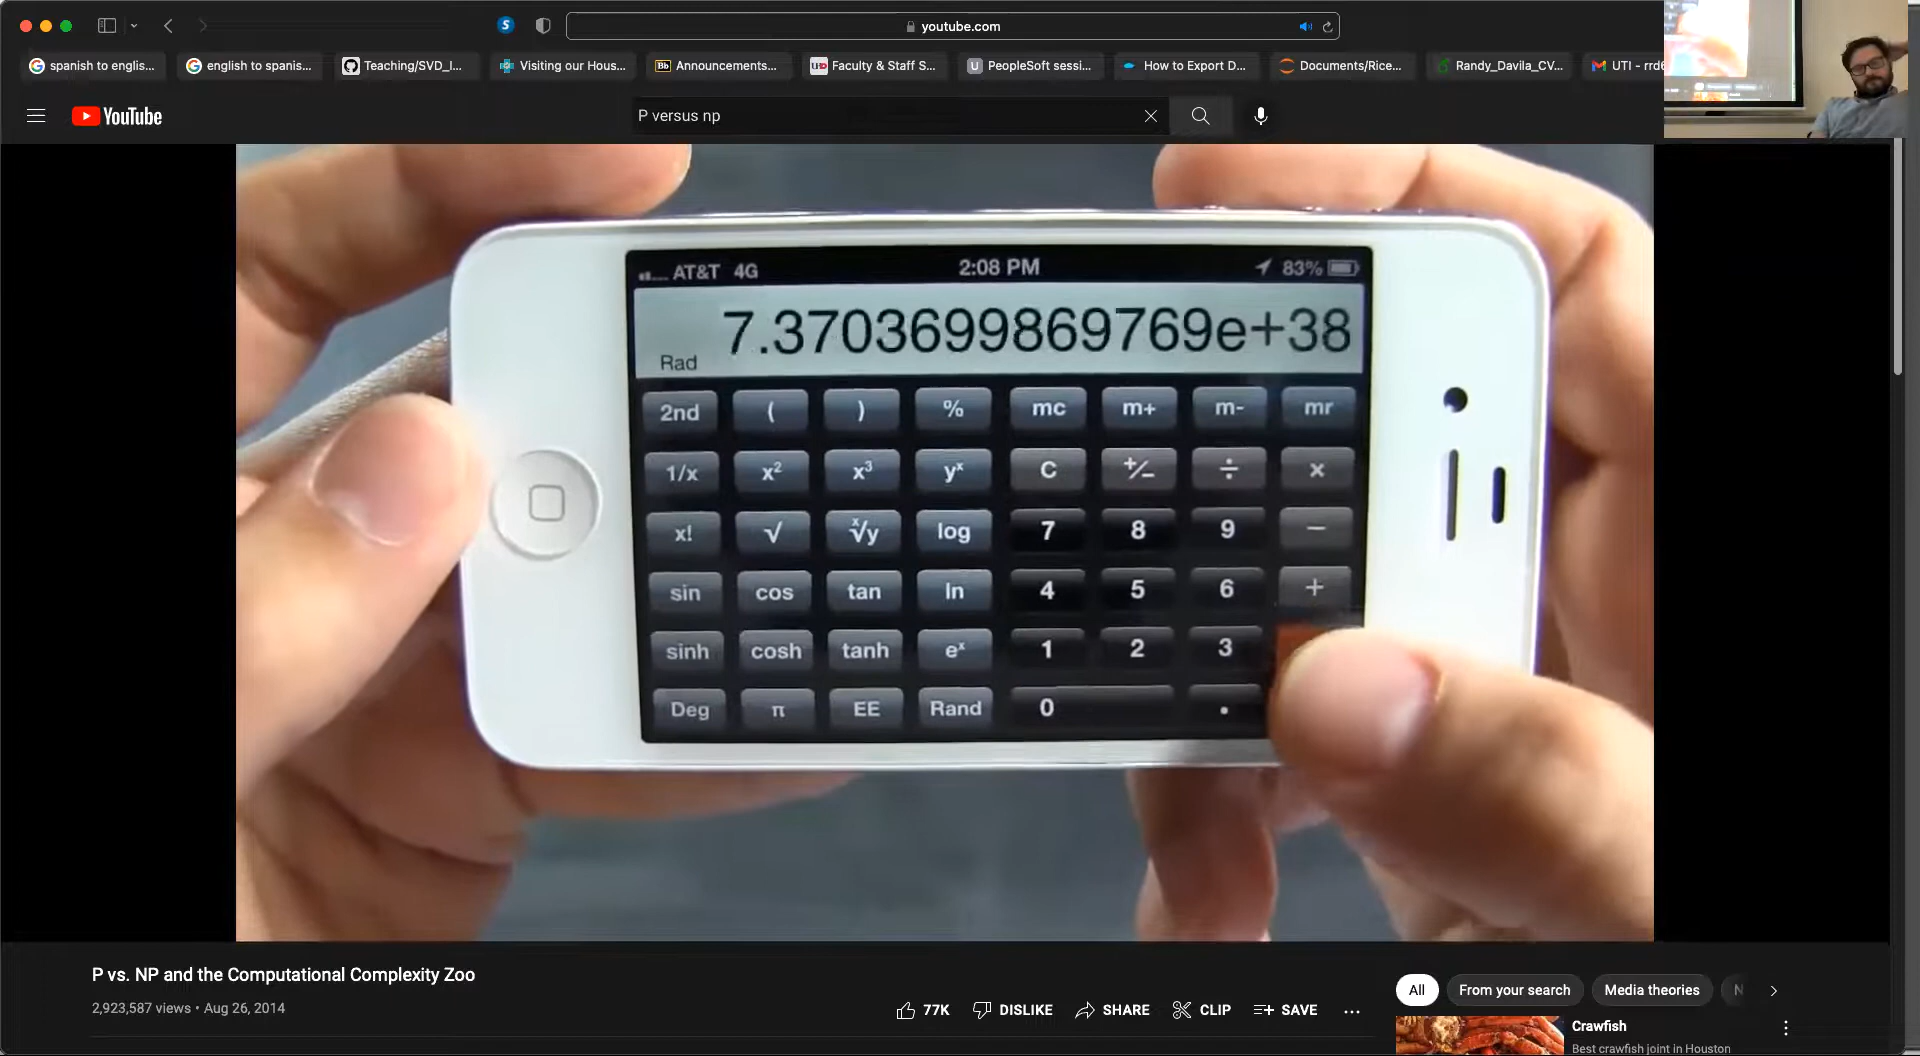 youtube.com
spanish to englis...
english to spanis...
Teaching/SVD_I...
Visiting our Hous...
Bb Announcements...
UHD Faculty & Staff S...
U PeopleSoft sessi...
How to Export D...
Documents/Rice...
Randy_Davila_CV...
UTI - rrd6
YouTube
P versus np
AT&T 4G 2:08 PM 83%
7.3703699869769e+38
Rad
2nd ( ) % mc m+ m- mr
1/x x² x³ yˣ C +/− ÷ ×
x! √ ˣ√y log 7 8 9 −
sin cos tan ln 4 5 6 +
sinh cosh tanh eˣ 1 2 3
Deg π EE Rand 0 .
P vs. NP and the Computational Complexity Zoo
2,923,587 views • Aug 26, 2014
77K DISLIKE SHARE CLIP SAVE ...
All From your search Media theories N
Crawfish
Best crawfish joint in Houston